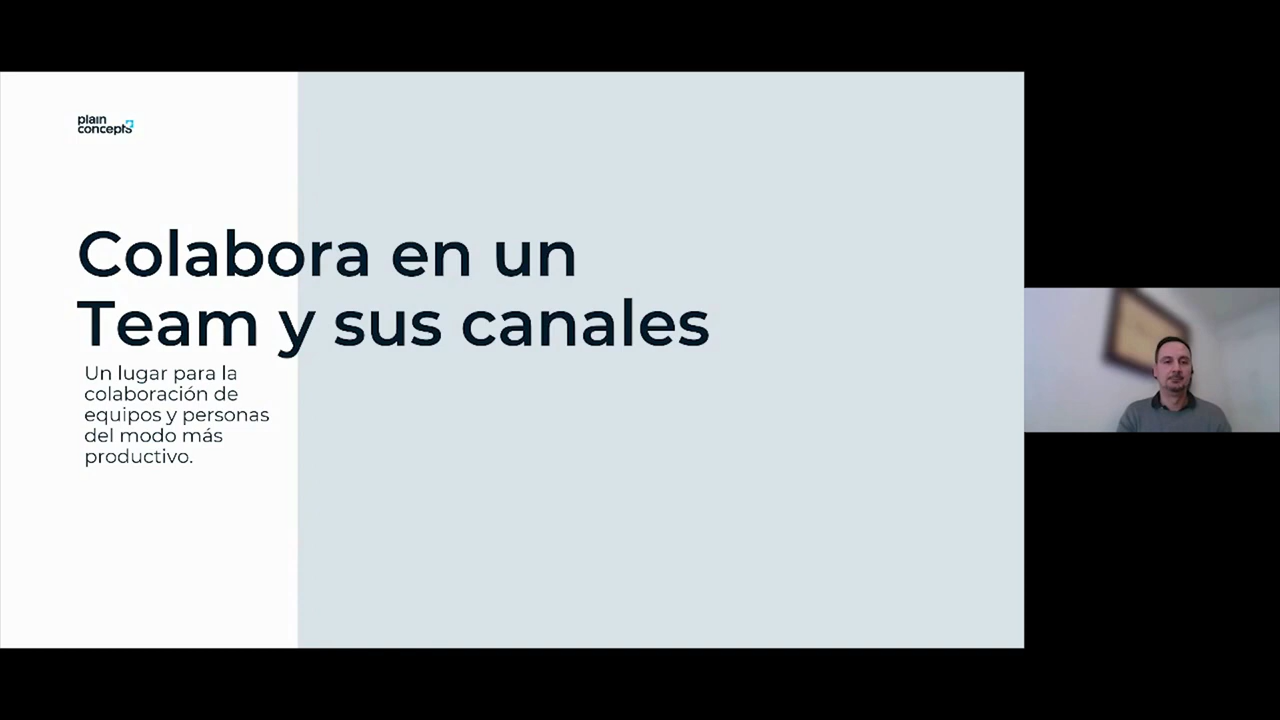 plain
concepts
Colabora en un
Team y sus canales
Un lugar para la
colaboración de
equipos y personas
del modo más
productivo.